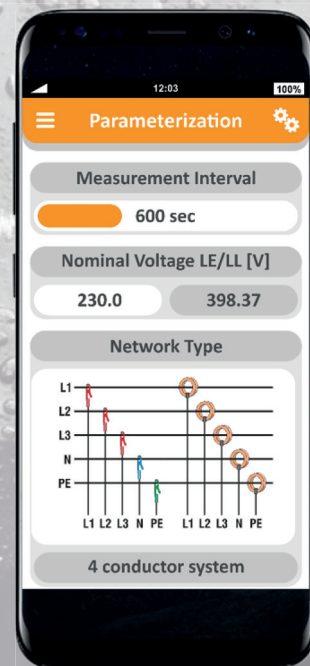 12:03
100%
Parameterization
Measurement Interval
600 sec
Nominal Voltage LE/LL [V]
230.0 398.37
Network Type
L1
L2
L3
N
PE
L1 L2 L3 N PE L1 L2 L3 N PE
4 conductor system